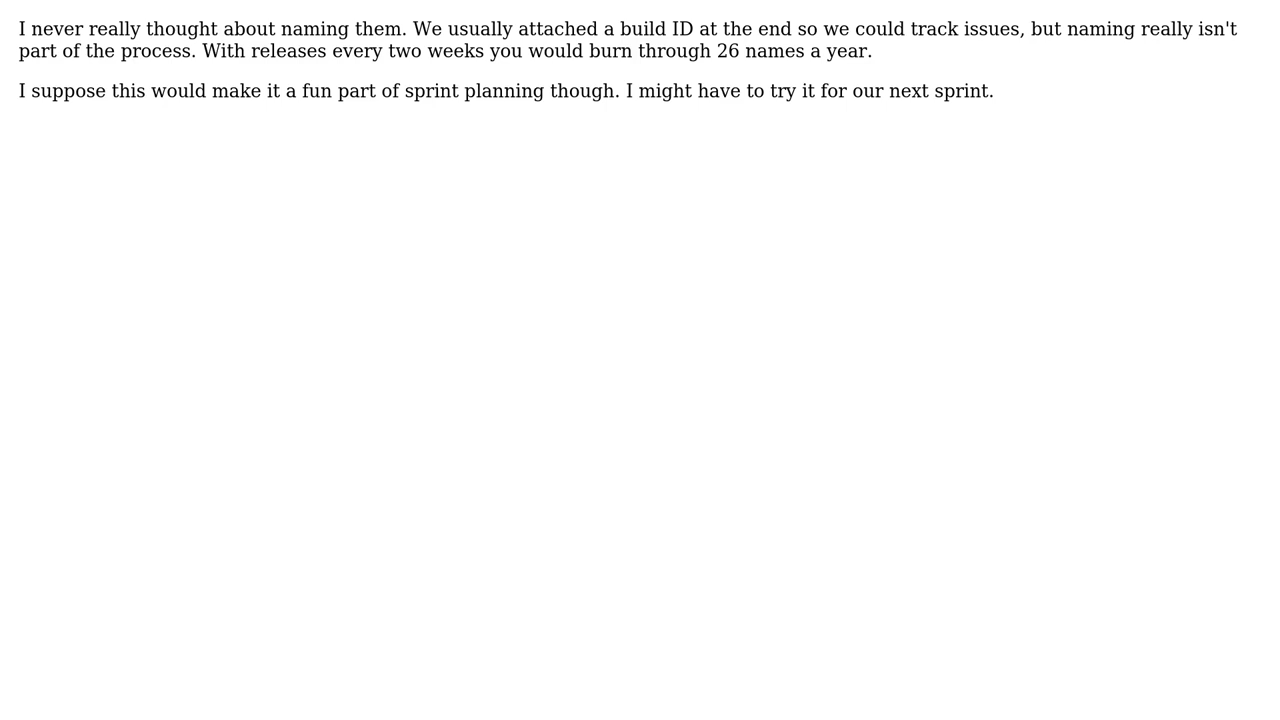 I never really thought about naming them. We usually attached a build ID at the end so we could track issues, but naming really isn't
part of the process. With releases every two weeks you would burn through 26 names a year.
I suppose this would make it a fun part of sprint planning though. I might have to try it for our next sprint.